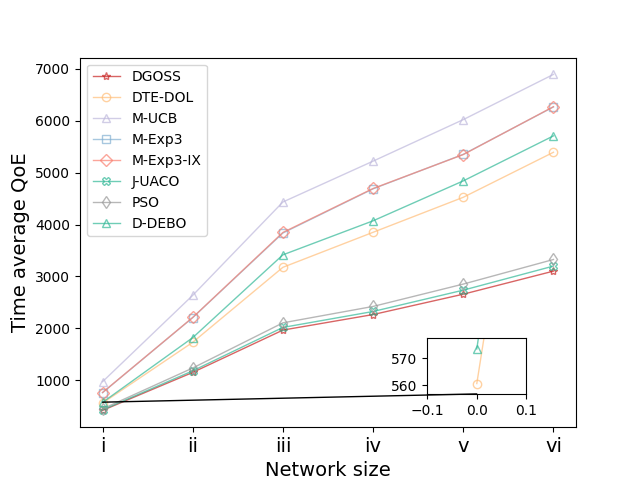 7000
6000
5000
4000
3000
2000
1000
Time average QoE
DGOSS
DTE-DOL
M-UCB
M-Exp3
M-Exp3-IX
J-UACO
PSO
D-DEBO
570
560
−0.1 0.0 0.1
i ii iii iv v vi
Network size